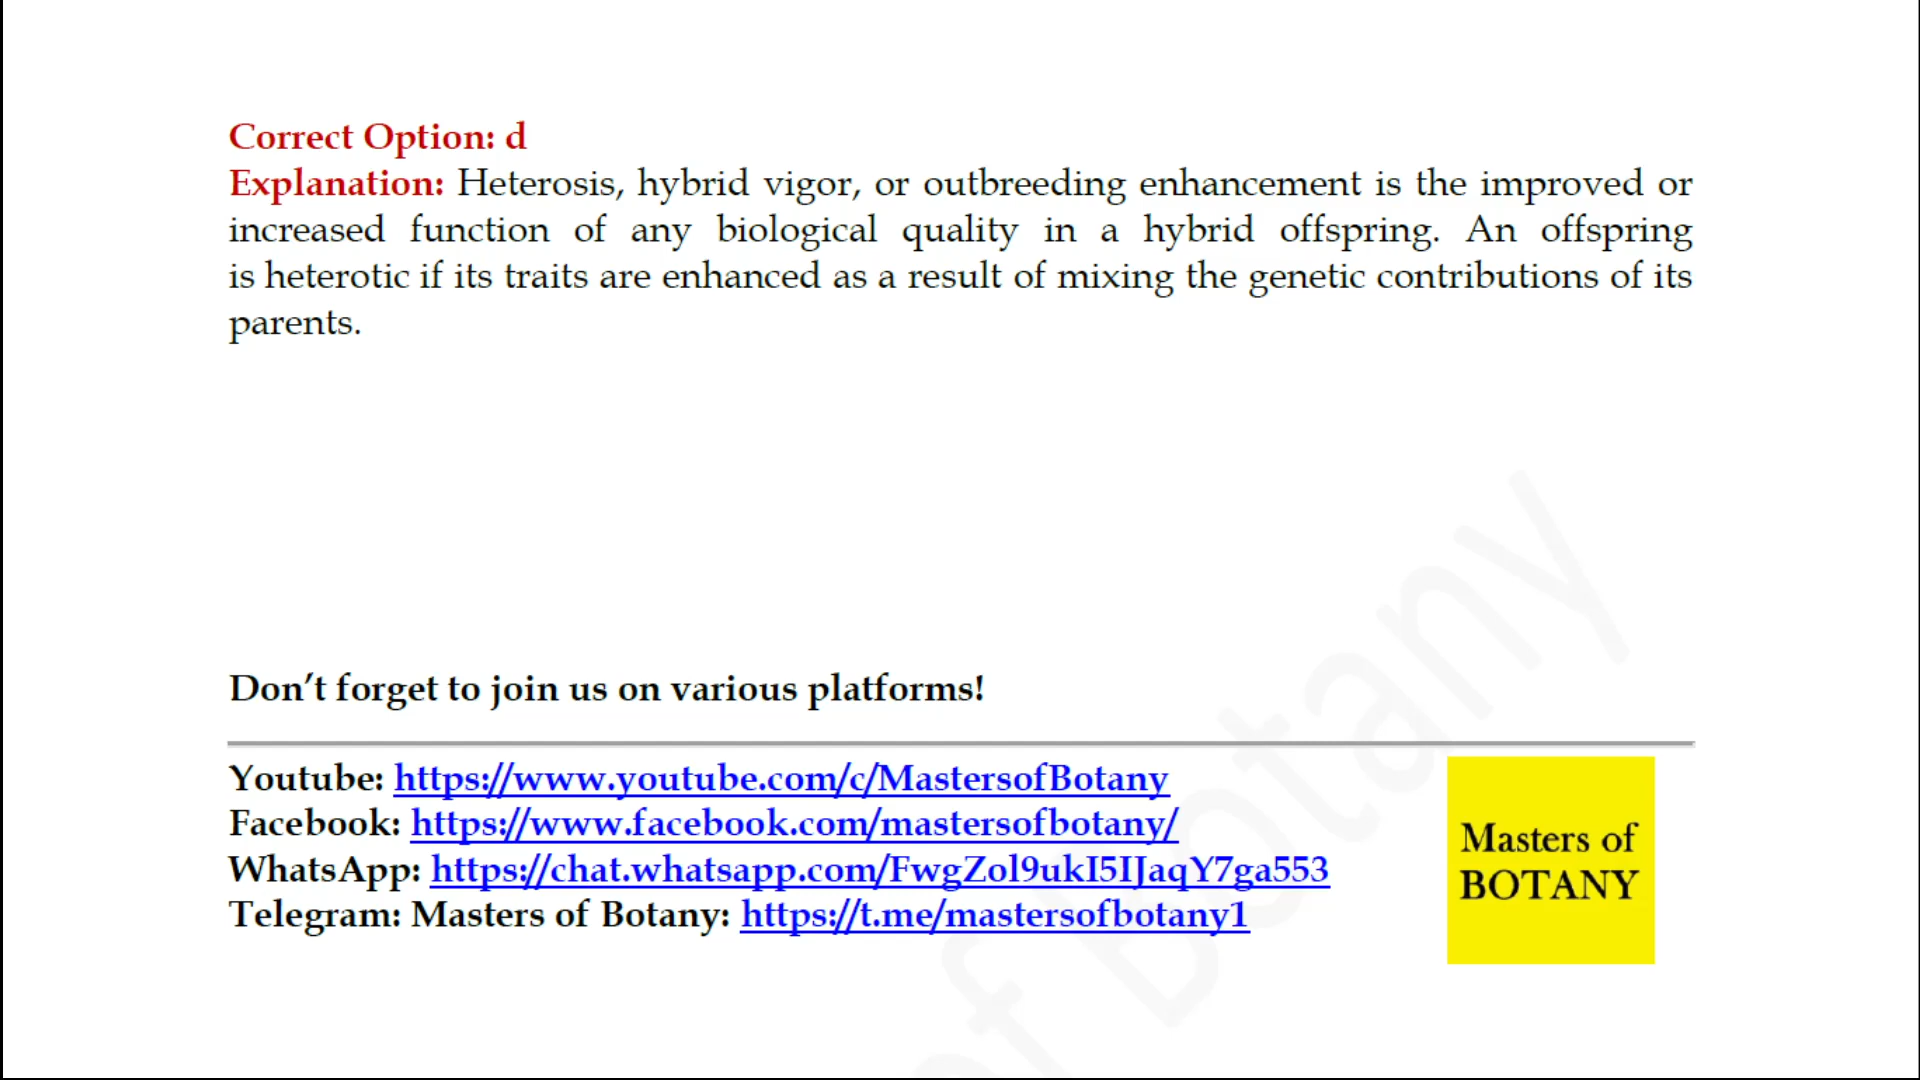 Correct Option: d
Explanation: Heterosis, hybrid vigor, or outbreeding enhancement is the improved or
increased function of any biological quality in a hybrid offspring. An offspring
is heterotic if its traits are enhanced as a result of mixing the genetic contributions of its
parents.
Don't forget to join us on various platforms!
Youtube: https://www.youtube.com/c/MastersofBotany
Facebook: https://www.facebook.com/mastersofbotany/
WhatsApp: https://chat.whatsapp.com/FwgZol9ukI5IJaqY7ga553
Telegram: Masters of Botany: https://t.me/mastersofbotany1
Masters of
BOTANY
of Botany